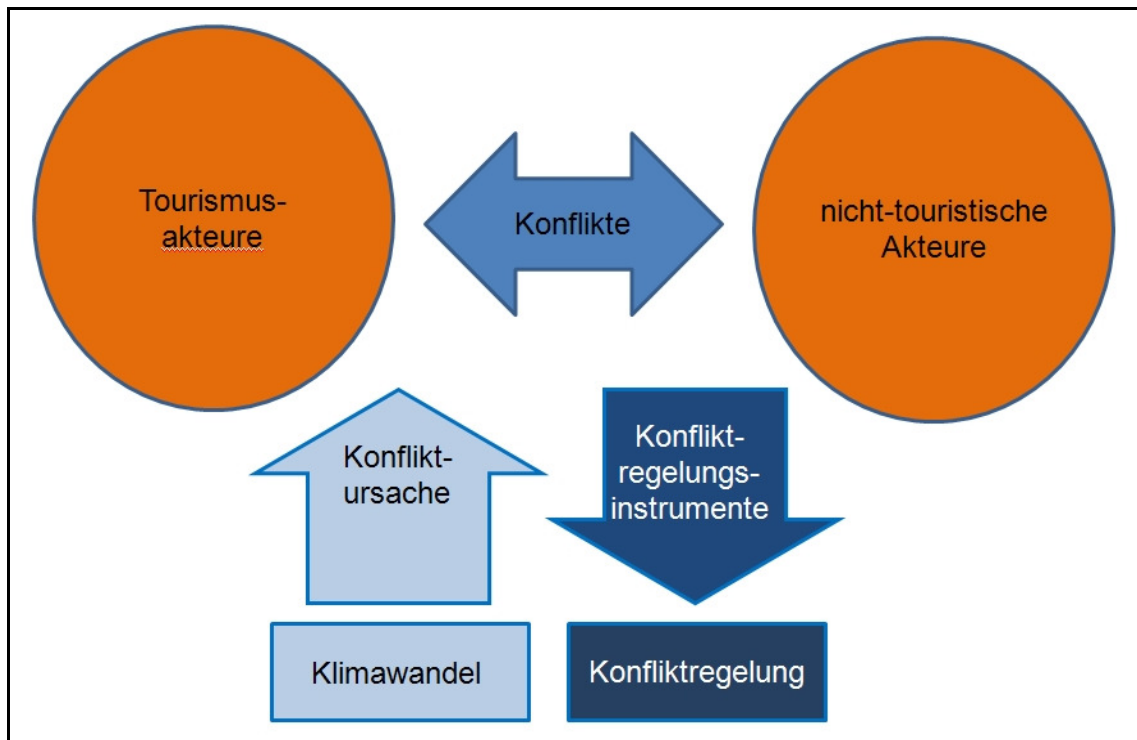 Tourismus-
akteure
Konflikte
nicht-touristische
Akteure
Konflikt-
ursache
Konflikt-
regelungs-
instrumente
Klimawandel
Konfliktregelung